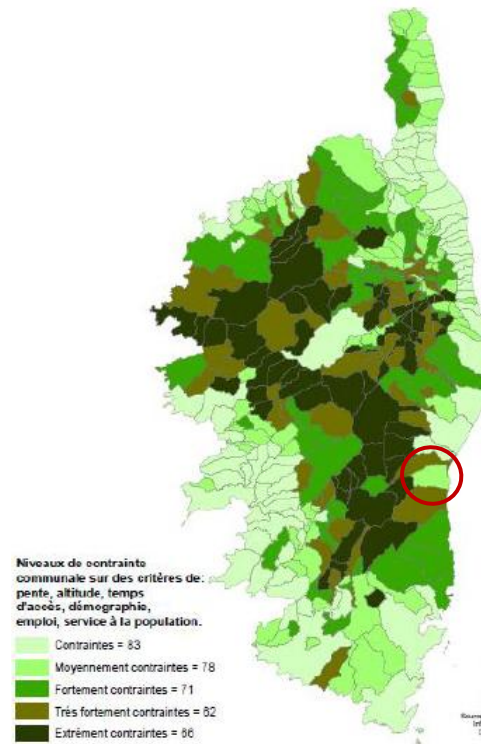 Niveaux de contrainte
communale sur des critères de:
pente, altitude, temps
d'accès, démographie,
emploi, service à la population.
Contraintes = 83
Moyennement contraintes = 78
Fortement contraintes = 71
Très fortement contraintes = 62
Extrément contraintes = 66